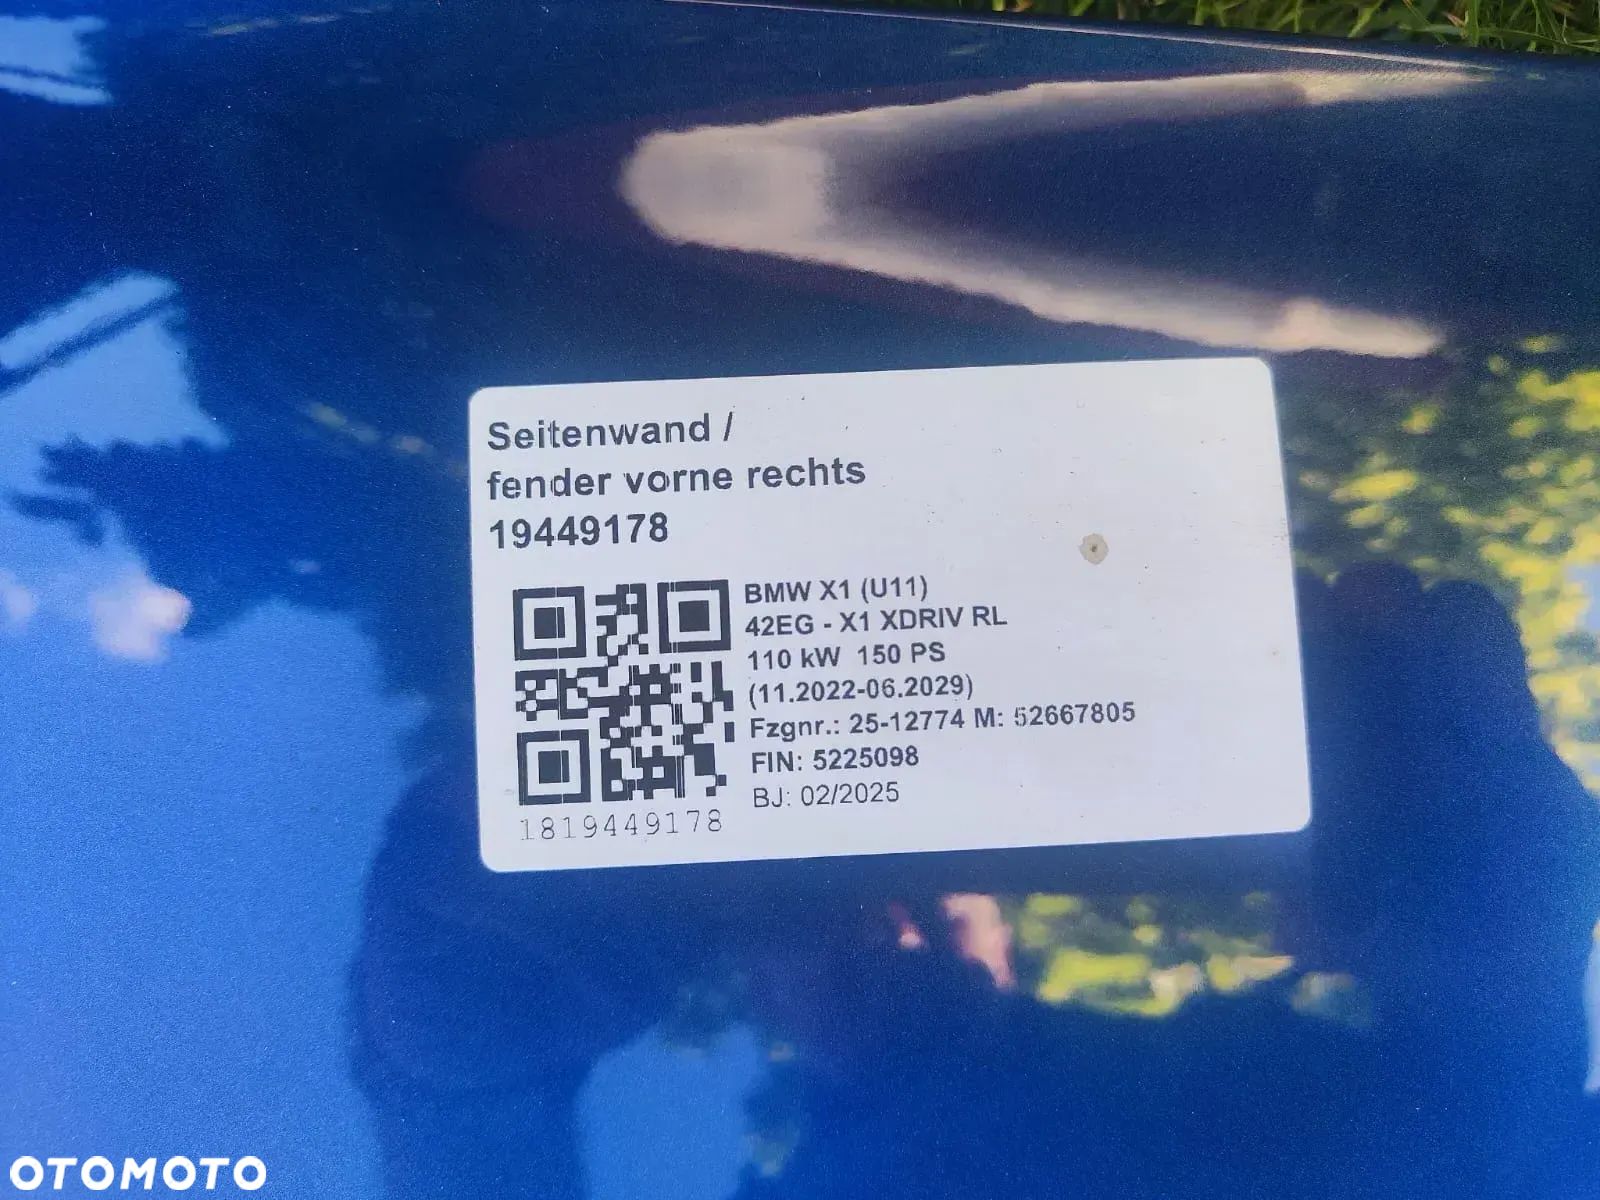 Seitenwand /
fender vorne rechts
19449178
BMW X1 (U11)
42EG - X1 XDRIV RL
110 kW 150 PS
(11.2022-06.2029)
Fzgnr.: 25-12774 M: 52667805
FIN: 5225098
BJ: 02/2025
1819449178
OTOMOTO